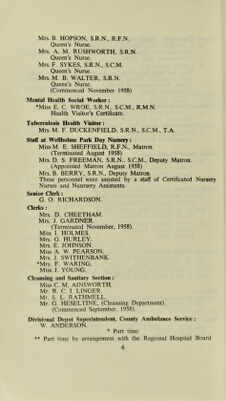 Mrs. B. HOPSON, S.R.N., R.F.N.
Queen's Nurse.
Mrs. A. M. RUSHWORTH, S.R.N.
Queen's Nurse.
Mrs. F. SYKES, S.R.N., S.C.M.
Queen's Nurse.
Mrs. M. B. WALTER, S.R.N.
Queen's Nurse.
(Commenced November 1958)
Mental Health Social Worker:
*Miss E. C. WROE, S.R.N., S.C.M., R.M.N.
Health Visitor's Certificate.
Tuberculosis Health Visitor:
Mrs. M. F. DUCKENFIELD, S.R.N., S.C.M., T.A.
Staff at Wellholme Park Day Nursery:
Miss M. E. SHEFFIELD, R.F.N., Matron.
(Terminated August 1958)
Mrs. D. S. FREEMAN, S.R.N., S.C.M., Deputy Matron.
(Appointed Matron August 1958)
Mrs. B. BERRY, S.R.N., Deputy Matron.
These personnel were assisted by a staff of Certificated Nursery
Nurses and Nursery Assistants.
Senior Clerk:
G. O. RICHARDSON.
Clerks:
Mrs. D. CHEETHAM.
Mrs. J. GARDNER.
(Terminated November, 1958).
Miss I. HOLMES.
Mrs. G. HURLEY.
Mrs. E. JOHNSON.
Miss A. W. PEARSON.
Mrs. J. SWITHENBANK.
*Mrs. F. WARING.
Miss J. YOUNG.
Cleansing and Sanitary Section:
Miss C. M. AINSWORTH.
Mr. R. C. I. LINGER.
Mr. S. L. RATHMELL.
Mr. G. HESELTINE, (Cleansing Department).
(Commenced September, 1958).
Divisional Depot Superintendent, County Ambulance Service:
W. ANDERSON.
* Part time
** Part time by arrangement with the Regional Hospital Board
6